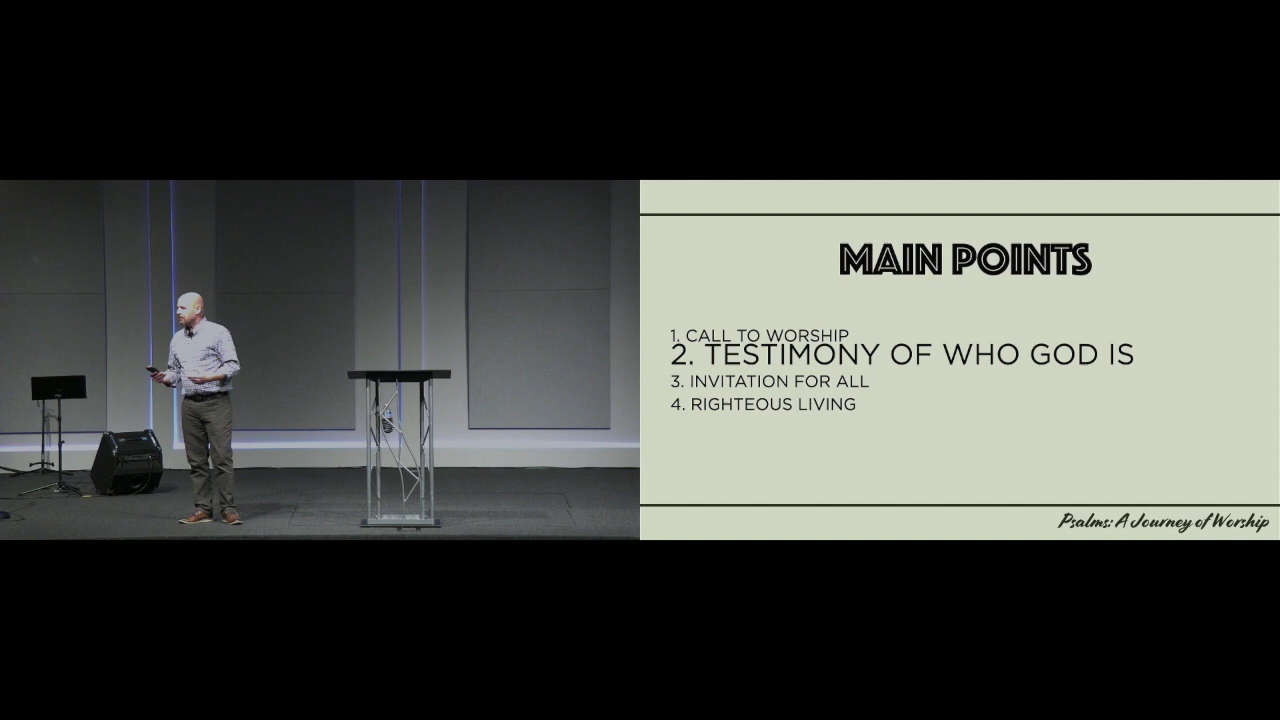 MAIN POINTS
1. CALL TO WORSHIP
2. TESTIMONY OF WHO GOD IS
3. INVITATION FOR ALL
4. RIGHTEOUS LIVING
Psalms: A Journey of Worship